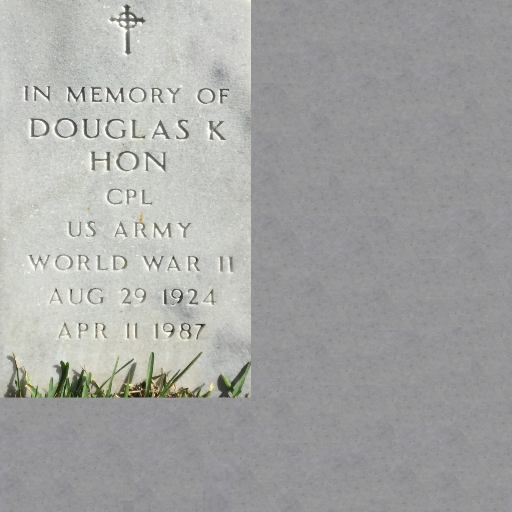 IN MEMORY OF
DOUGLAS K
HON
CPL
US ARMY
WORLD WAR II
AUG 29 1924
APR 11 1987